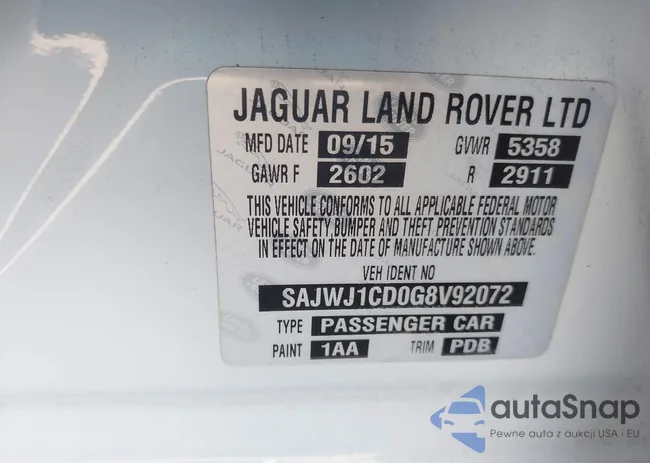 JAGUAR LAND ROVER LTD
MFD DATE 09/15 GVWR 5358
GAWR F 2602 R 2911
THIS VEHICLE CONFORMS TO ALL APPLICABLE FEDERAL MOTOR
VEHICLE SAFETY,BUMPER AND THEFT PREVENTION STANDARDS
IN EFFECT ON THE DATE OF MANUFACTURE SHOWN ABOVE.
VEH IDENT NO
SAJWJ1CD0G8V92072
TYPE PASSENGER CAR
PAINT 1AA TRIM PDB
autaSnap
Pewne auta z aukcji USA i EU